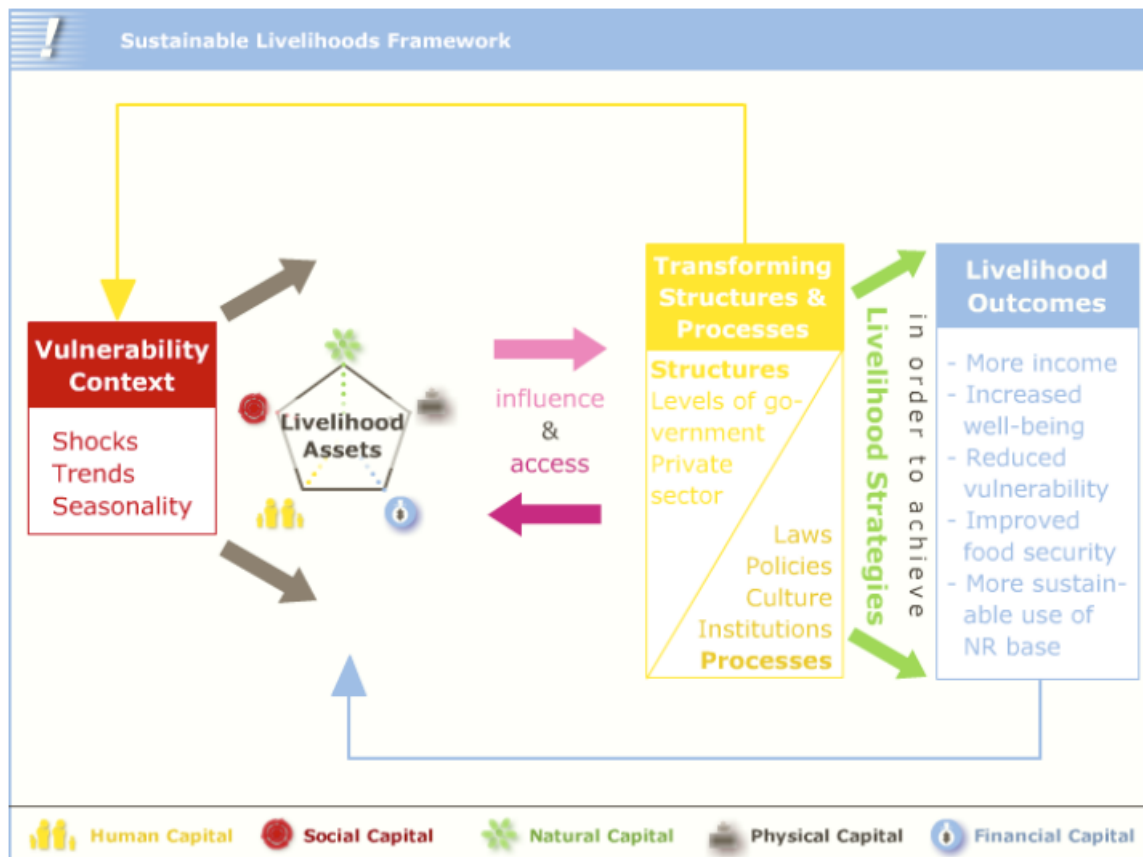 !
Sustainable Livelihoods Framework
Vulnerability
Context
Shocks
Trends
Seasonality
Livelihood
Assets
influence
&
access
Transforming
Structures &
Processes
Structures
Levels of go-
vernment
Private
sector
Laws
Policies
Culture
Institutions
Processes
Livelihood Strategies
in order to achieve
Livelihood
Outcomes
- More income
- Increased
well-being
- Reduced
vulnerability
- Improved
food security
- More sustain-
able use of
NR base
Human Capital
Social Capital
Natural Capital
Physical Capital
Financial Capital